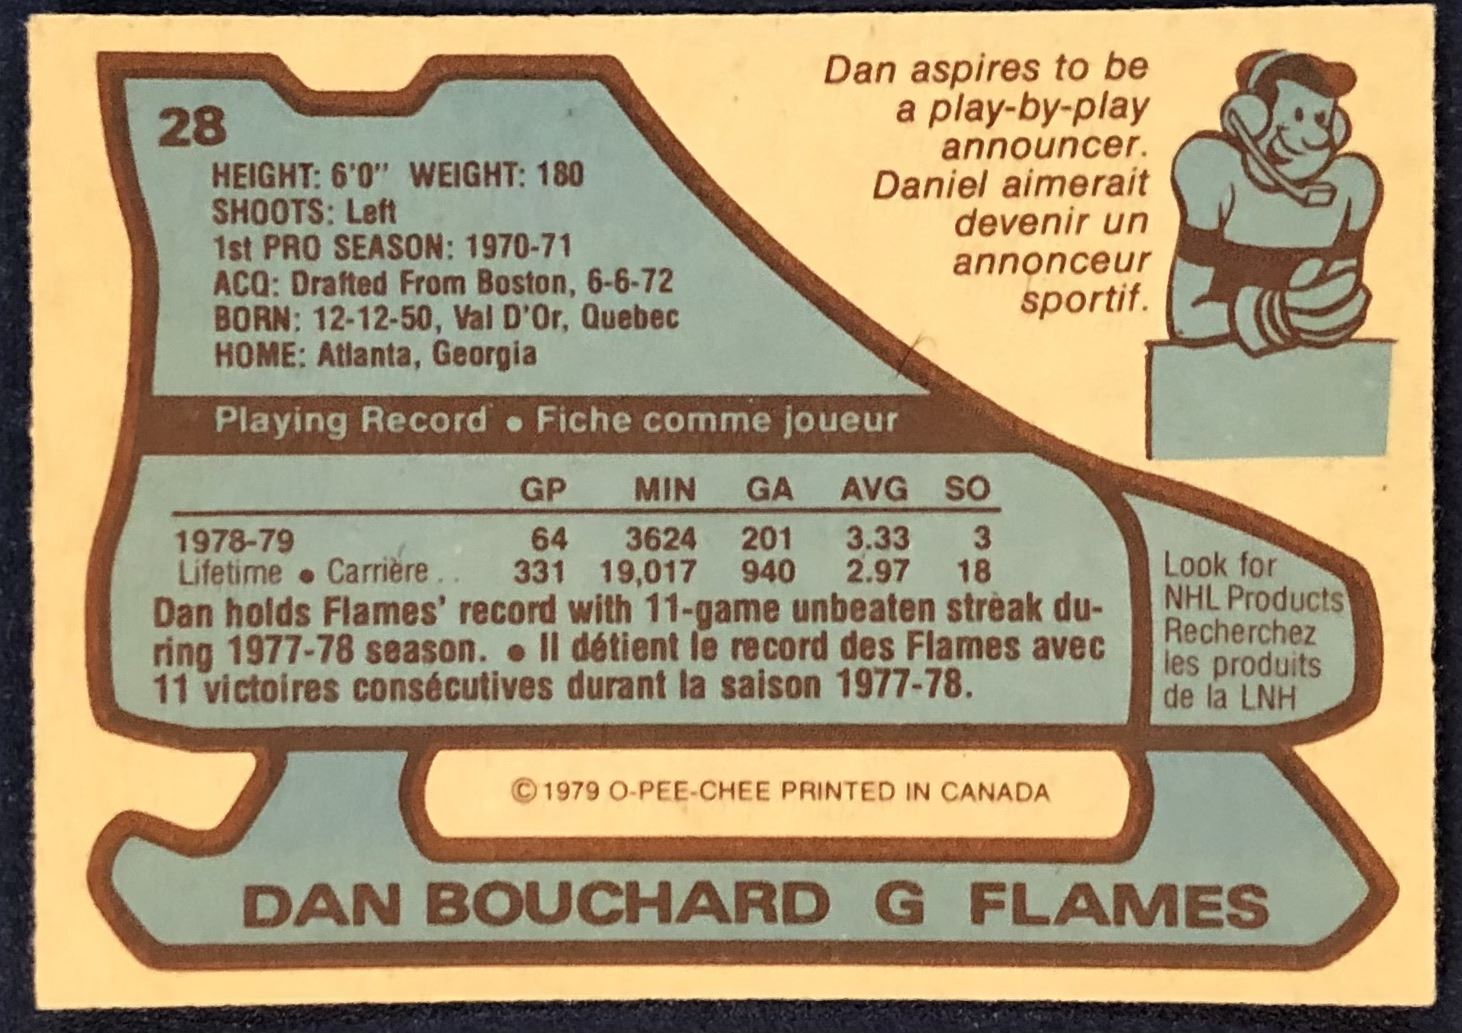 28
HEIGHT: 6'0" WEIGHT: 180
SHOOTS: Left
1st PRO SEASON: 1970-71
ACQ: Drafted From Boston, 6-6-72
BORN: 12-12-50, Val D'Or, Quebec
HOME: Atlanta, Georgia
Dan aspires to be
a play-by-play
announcer.
Daniel aimerait
devenir un
annonceur
sportif.
Playing Record • Fiche comme joueur
GP MIN GA AVG SO
1978-79 64 3624 201 3.33 3
Lifetime • Carrière .. 331 19,017 940 2.97 18
Dan holds Flames' record with 11-game unbeaten streak du-
ring 1977-78 season. • Il détient le record des Flames avec
11 victoires consécutives durant la saison 1977-78.
Look for
NHL Products
Recherchez
les produits
de la LNH
©1979 O-PEE-CHEE PRINTED IN CANADA
DAN BOUCHARD G FLAMES